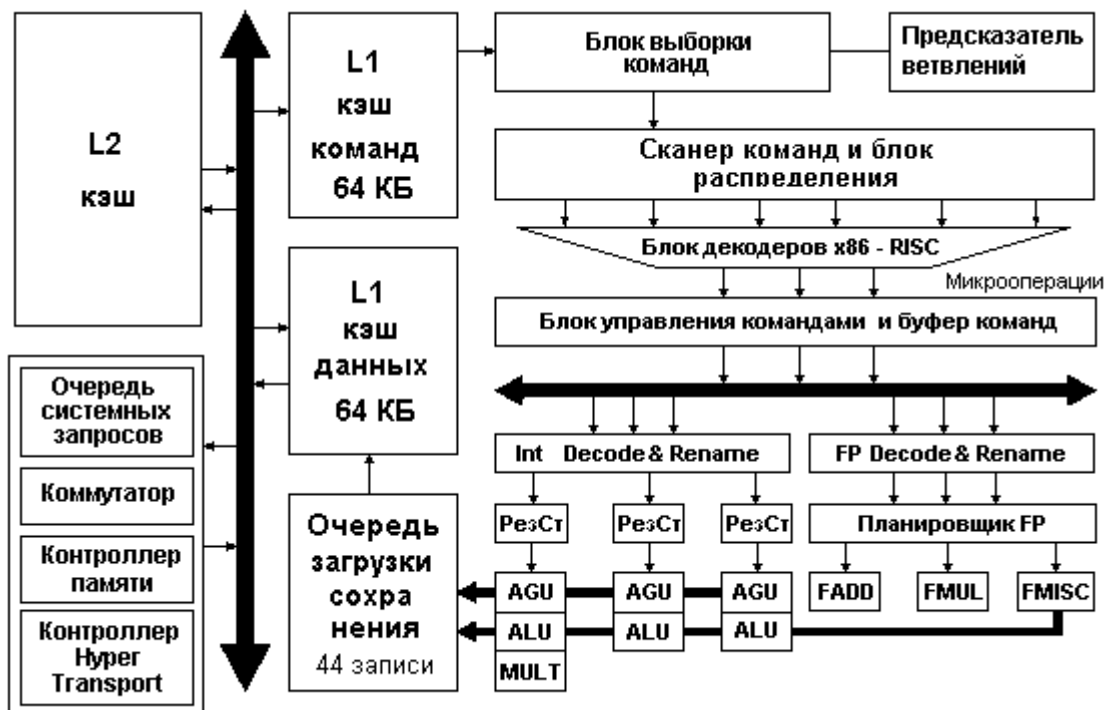 L2
кэш
L1
кэш
команд
64 КБ
Блок выборки
команд
Предсказатель
ветвлений
Сканер команд и блок
распределения
Блок декодеров x86 - RISC
Микрооперации
Блок управления командами и буфер команд
L1
кэш
данных
64 КБ
Очередь
системных
запросов
Коммутатор
Контроллер
памяти
Контроллер
Hyper
Transport
Очередь
загрузки
сохра
нения
44 записи
Int Decode & Rename
FP Decode & Rename
РезСт
РезСт
РезСт
Планировщик FP
AGU
AGU
AGU
FADD
FMUL
FMISC
ALU
ALU
ALU
MULT